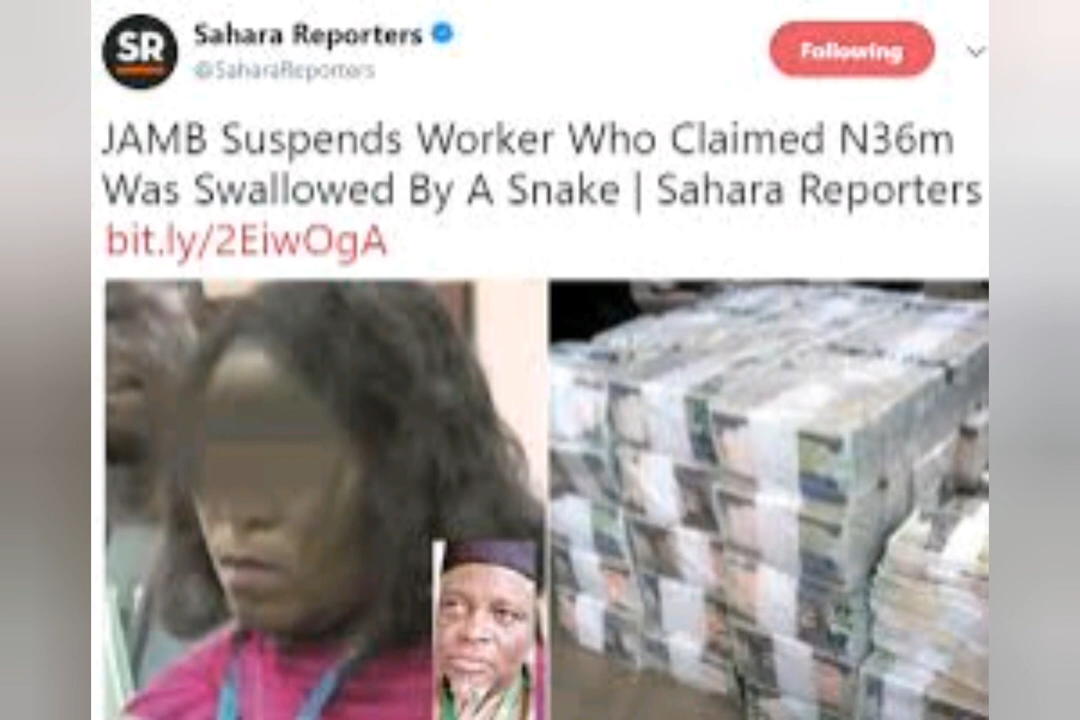 SR
Sahara Reporters
@SaharaReporters
Following
JAMB Suspends Worker Who Claimed N36m
Was Swallowed By A Snake | Sahara Reporters
bit.ly/2EiwOgA